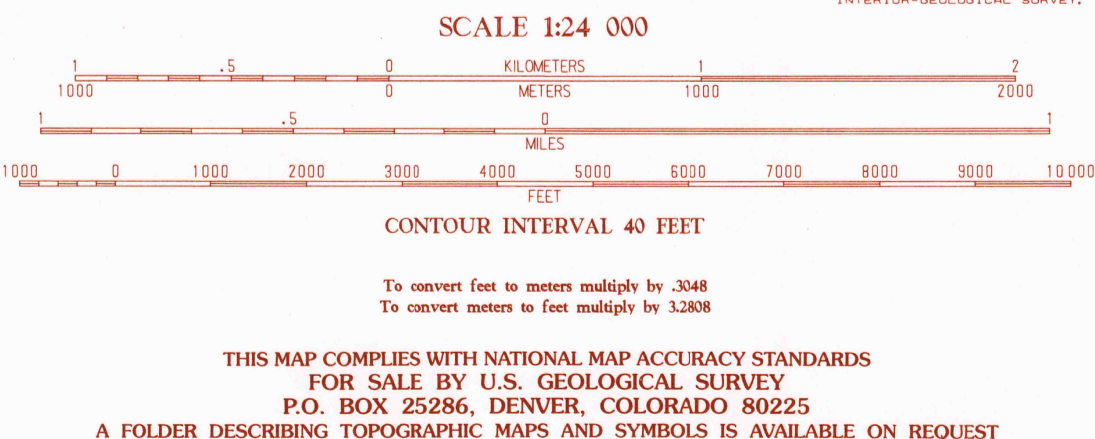 INTERIOR-GEOLOGICAL SURVEY,
SCALE 1:24 000
1 .5 0 KILOMETERS 1 2
1000 0 METERS 1000 2000
1 .5 0 1
MILES
1000 0 1000 2000 3000 4000 5000 6000 7000 8000 9000 10 000
FEET
CONTOUR INTERVAL 40 FEET
To convert feet to meters multiply by .3048
To convert meters to feet multiply by 3.2808
THIS MAP COMPLIES WITH NATIONAL MAP ACCURACY STANDARDS
FOR SALE BY U.S. GEOLOGICAL SURVEY
P.O. BOX 25286, DENVER, COLORADO 80225
A FOLDER DESCRIBING TOPOGRAPHIC MAPS AND SYMBOLS IS AVAILABLE ON REQUEST